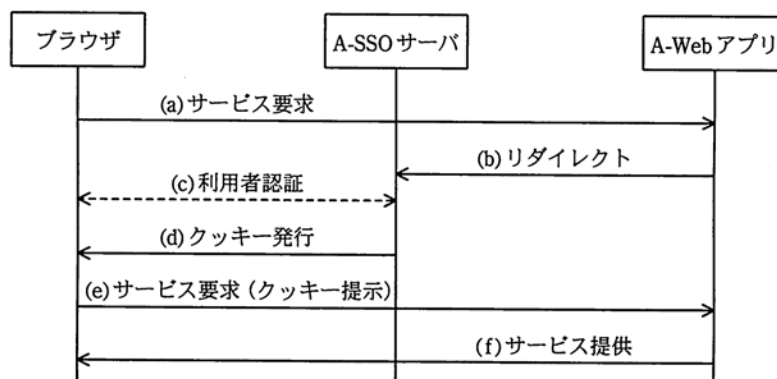 ブラウザ
A-SSOサーバ
A-Webアプリ
(a)サービス要求
(b)リダイレクト
(c)利用者認証
(d)クッキー発行
(e)サービス要求(クッキー提示)
(f)サービス提供